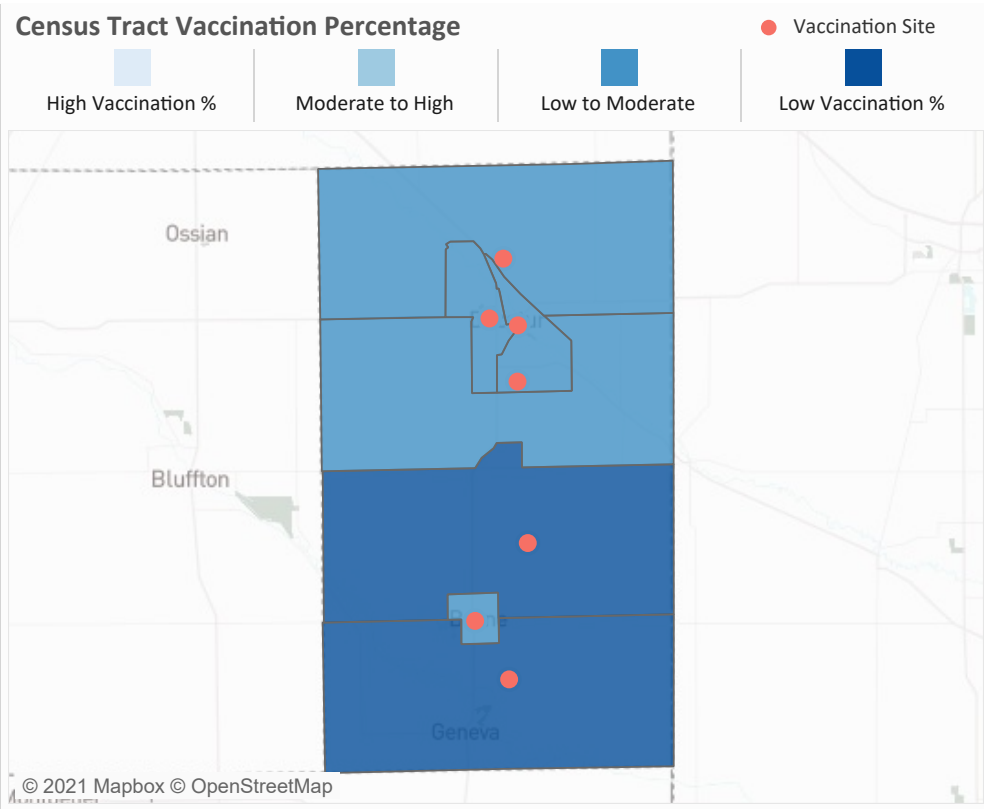 Census Tract Vaccination Percentage
Vaccination Site
High Vaccination %
Moderate to High
Low to Moderate
Low Vaccination %
Ossian
Bluffton
Geneva
© 2021 Mapbox © OpenStreetMap